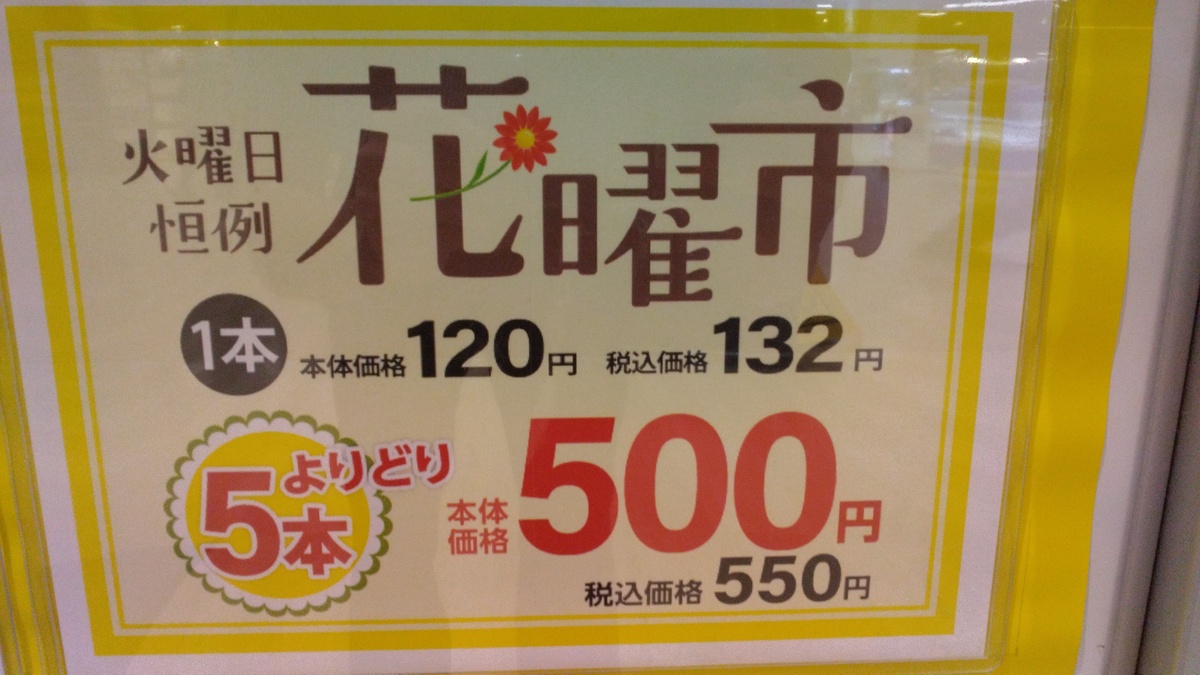 火曜日
恒例
花曜市
1本 本体価格120円 税込価格132円
よりどり
5本
本体
価格
500円
税込価格550円